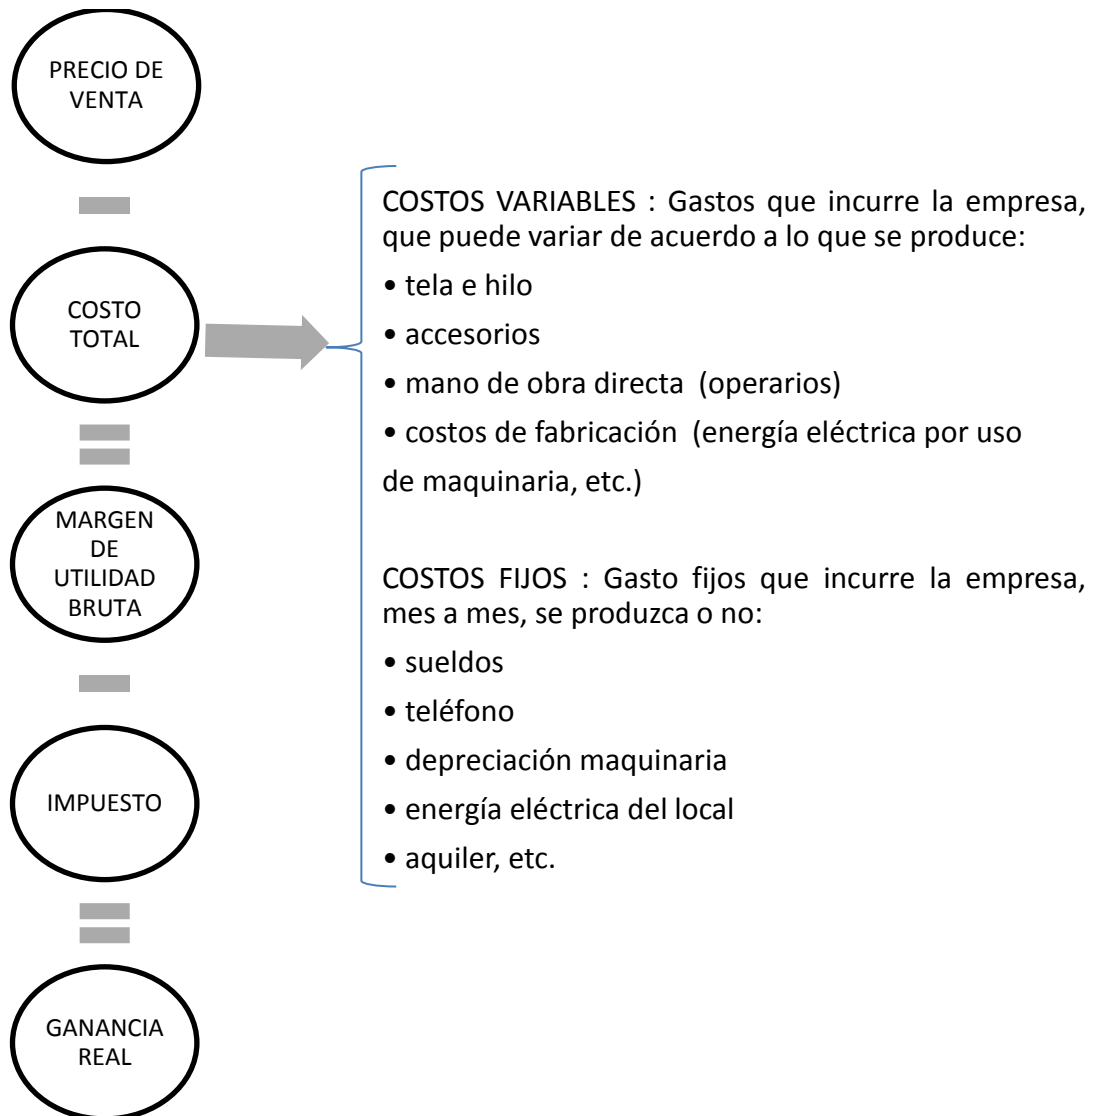 PRECIO DE
VENTA
COSTO
TOTAL
MARGEN
DE
UTILIDAD
BRUTA
IMPUESTO
GANANCIA
REAL
COSTOS VARIABLES : Gastos que incurre la empresa,
que puede variar de acuerdo a lo que se produce:
• tela e hilo
• accesorios
• mano de obra directa (operarios)
• costos de fabricación (energía eléctrica por uso
de maquinaria, etc.)
COSTOS FIJOS : Gasto fijos que incurre la empresa,
mes a mes, se produzca o no:
• sueldos
• teléfono
• depreciación maquinaria
• energía eléctrica del local
• aquiler, etc.